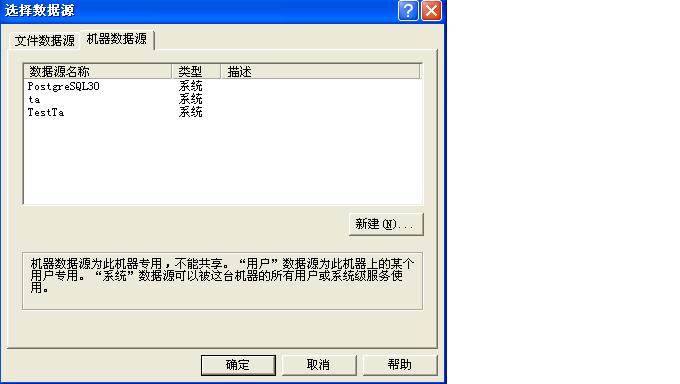 选择数据源
文件数据源 机器数据源
数据源名称 类型 描述
PostgreSQL30 系统
ta 系统
TestTa 系统
新建(N)...
机器数据源为此机器专用，不能共享。“用户”数据源为此机器上的某个
用户专用。“系统”数据源可以被这台机器的所有用户或系统级服务使
用。
确定 取消 帮助